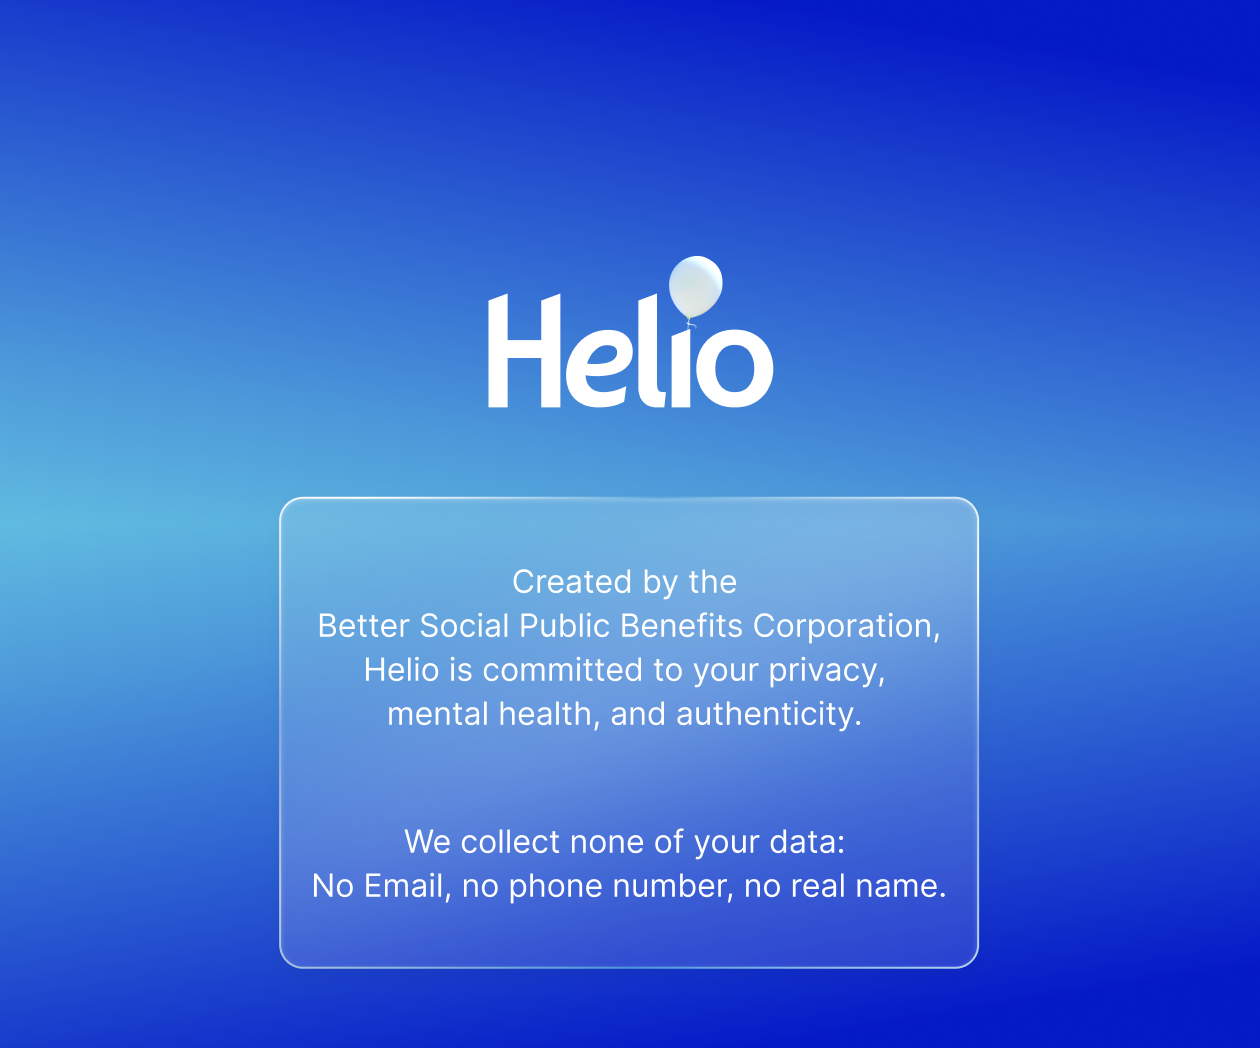 Helio
Created by the
Better Social Public Benefits Corporation,
Helio is committed to your privacy,
mental health, and authenticity.
We collect none of your data:
No Email, no phone number, no real name.